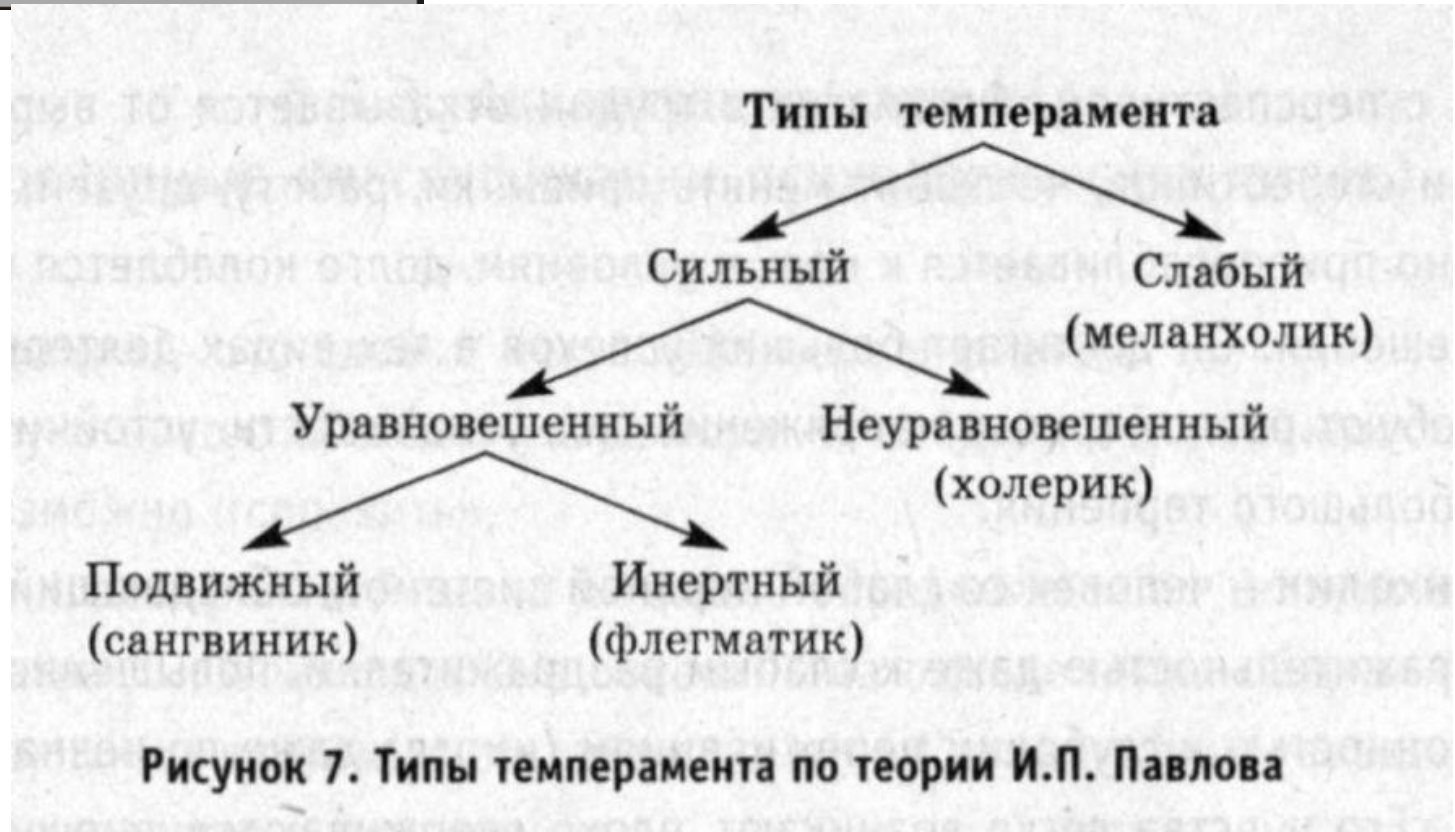 Типы темперамента
Сильный
Слабый
(меланхолик)
Уравновешенный
Неуравновешенный
(холерик)
Подвижный
(сангвиник)
Инертный
(флегматик)
Рисунок 7. Типы темперамента по теории И.П. Павлова